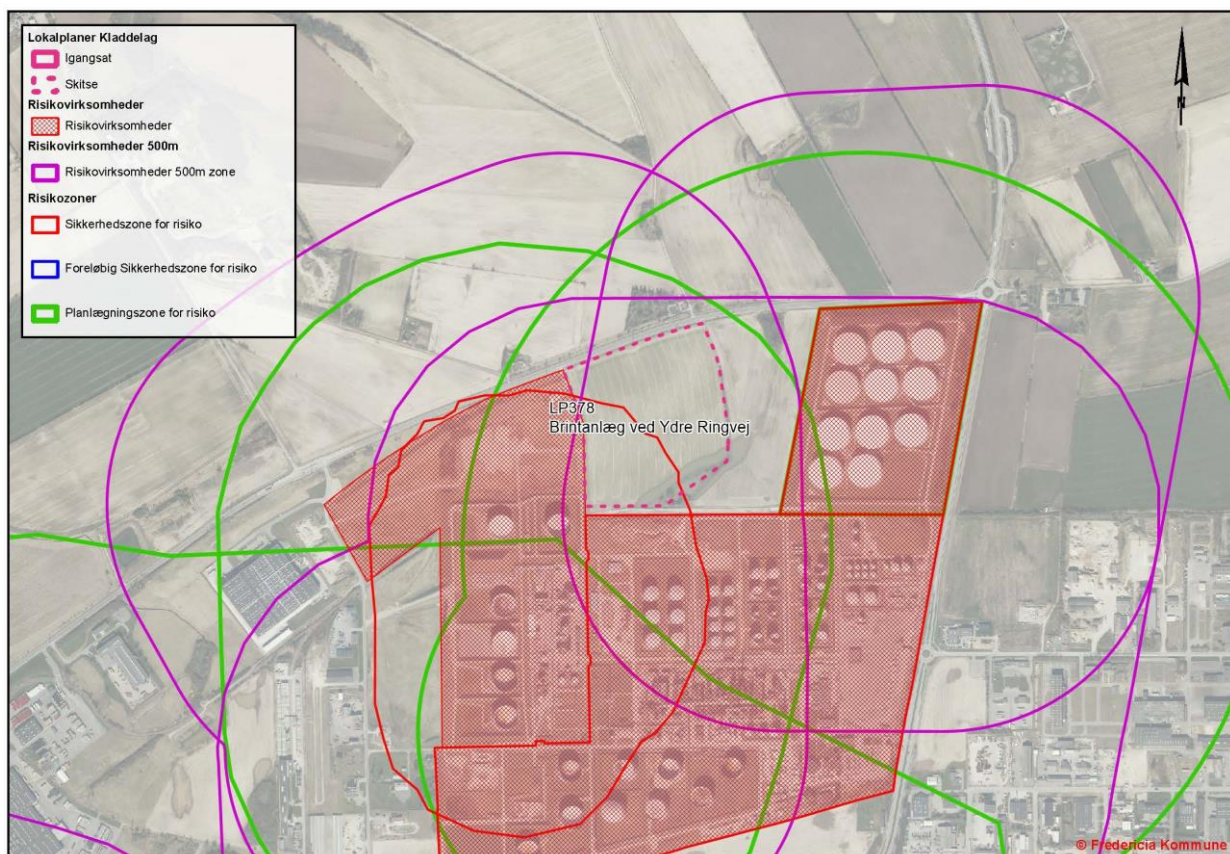 Lokalplaner Kladdelag
Igangsat
Skitse
Risikovirksomheder
Risikovirksomheder
Risikovirksomheder 500m
Risikovirksomheder 500m zone
Risikozoner
Sikkerhedszone for risiko
Foreløbig Sikkerhedszone for risiko
Planlægningszone for risiko
N
LP378
Brintanlæg ved Ydre Ringvej
© Fredericia Kommune